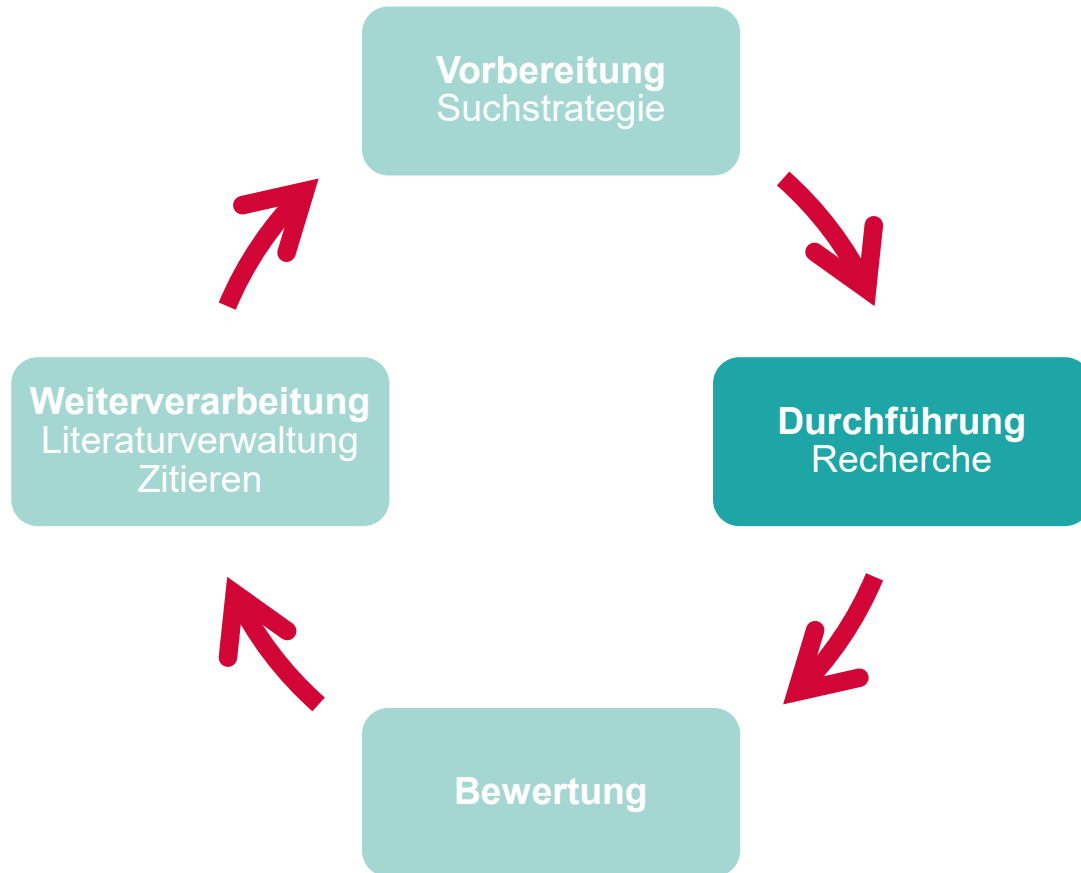 Vorbereitung
Suchstrategie
Durchführung
Recherche
Bewertung
Weiterverarbeitung
Literaturverwaltung
Zitieren